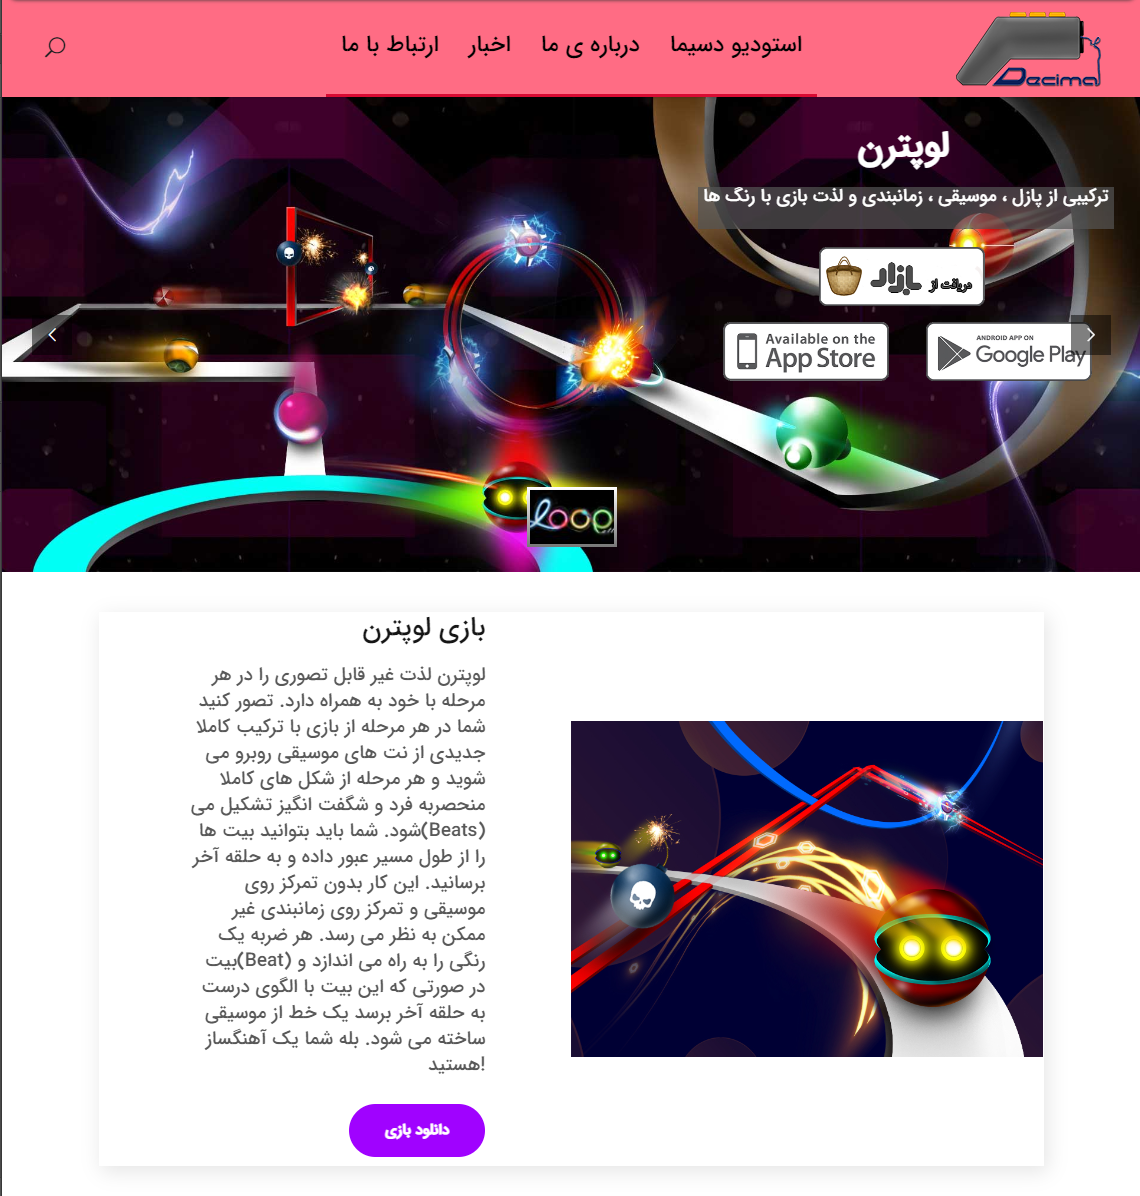 Decima
استودیو دسیما
درباره ی ما
اخبار
ارتباط با ما
لوپترن
ترکیبی از پازل ، موسیقی ، زمانبندی و لذت بازی با رنگ ها
دریافت از بازار
Available on the
App Store
ANDROID APP ON
Google Play
loop
بازی لوپترن
لوپترن لذت غیر قابل تصوری را در هر
مرحله با خود به همراه دارد. تصور کنید
شما در هر مرحله از بازی با ترکیب کاملا
جدیدی از نت های موسیقی روبرو می
شوید و هر مرحله از شکل های کاملا
منحصربه فرد و شگفت انگیز تشکیل می
شود. شما باید بتوانید بیت ها(Beats)
را از طول مسیر عبور داده و به حلقه آخر
برسانید. این کار بدون تمرکز روی
موسیقی و تمرکز روی زمانبندی غیر
ممکن به نظر می رسد. هر ضربه یک
بیت(Beat) رنگی را به راه می اندازد و
در صورتی که این بیت با الگوی درست
به حلقه آخر برسد یک خط از موسیقی
ساخته می شود. بله شما یک آهنگساز
هستید!
دانلود بازی